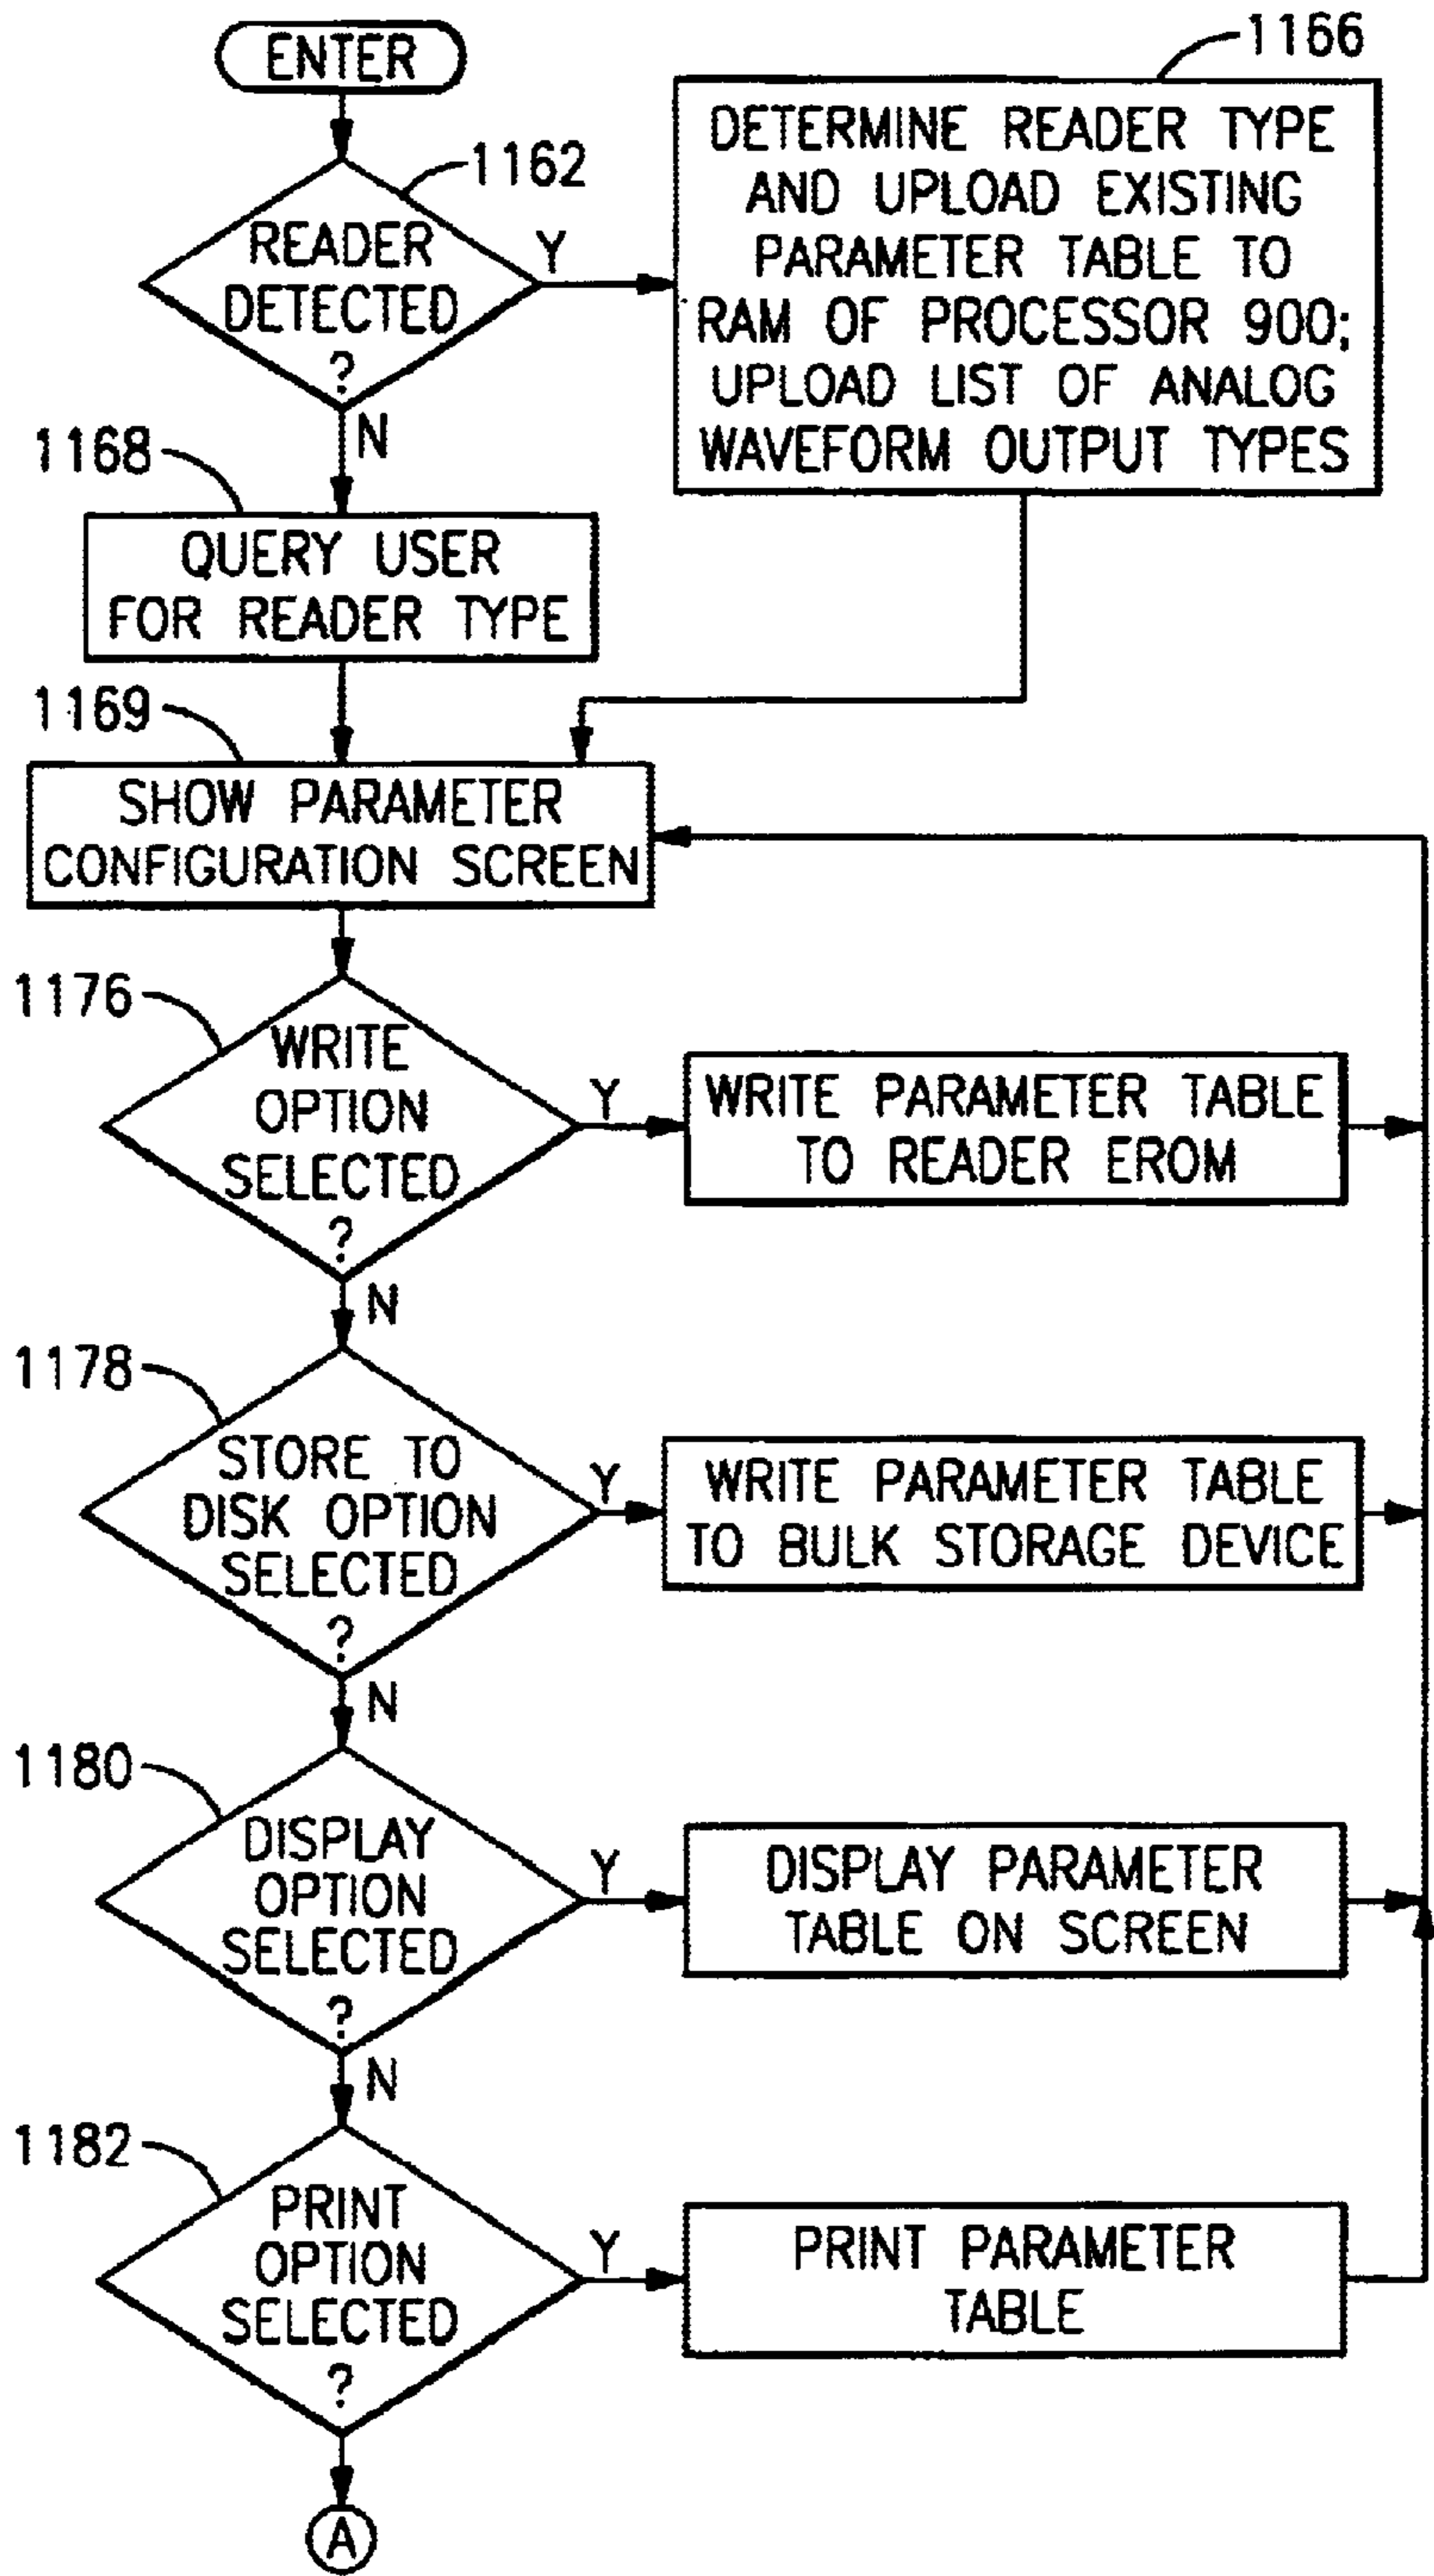 ENTER
1166
DETERMINE READER TYPE
AND UPLOAD EXISTING
PARAMETER TABLE TO
RAM OF PROCESSOR 900;
UPLOAD LIST OF ANALOG
WAVEFORM OUTPUT TYPES
1162
READER
DETECTED
?
Y
N
1168
QUERY USER
FOR READER TYPE
1169
SHOW PARAMETER
CONFIGURATION SCREEN
1176
WRITE
OPTION
SELECTED
?
Y
WRITE PARAMETER TABLE
TO READER EROM
N
1178
STORE TO
DISK OPTION
SELECTED
?
Y
WRITE PARAMETER TABLE
TO BULK STORAGE DEVICE
N
1180
DISPLAY
OPTION
SELECTED
?
Y
DISPLAY PARAMETER
TABLE ON SCREEN
N
1182
PRINT
OPTION
SELECTED
?
Y
PRINT PARAMETER
TABLE
A